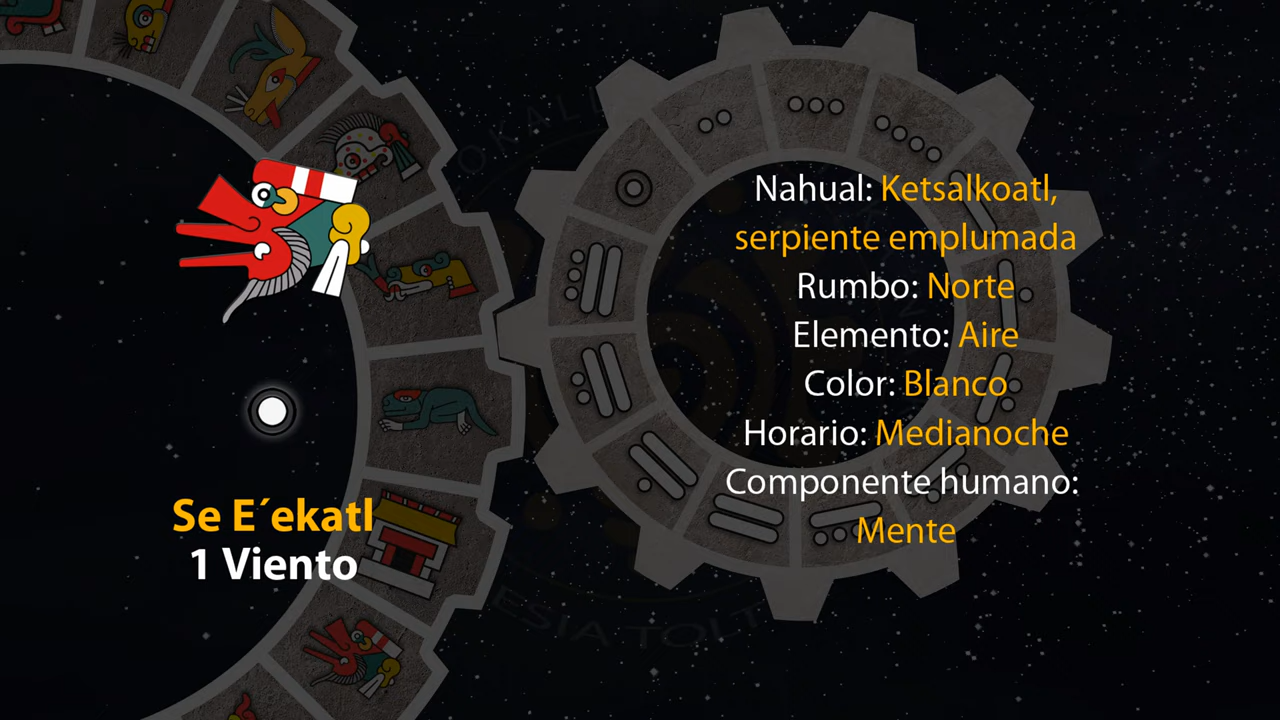 Nahual: Ketsalkoatl,
serpiente emplumada
Rumbo: Norte
Elemento: Aire
Color: Blanco
Horario: Medianoche
Componente humano:
Mente
Se E´ekatl
1 Viento